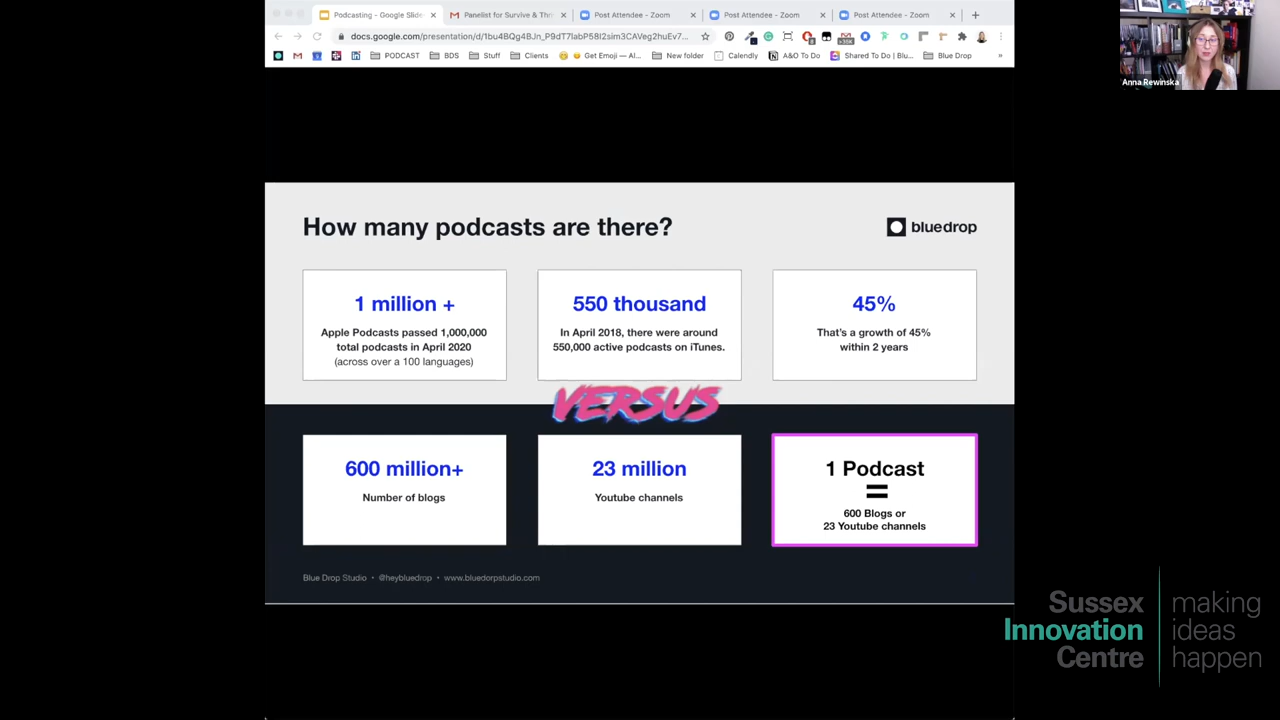 Podcasting - Google Slide
Panelist for Survive & Thri
Post Attendee - Zoom
Post Attendee - Zoom
Post Attendee - Zoom
docs.google.com/presentation/d/1bu4BQg4BJn_P9dT7labP58I2sim3CAVeg2huEv7...
PODCAST
BDS
Stuff
Clients
Get Emoji — Al...
New folder
Calendly
A&O To Do
Shared To Do | Blu...
Blue Drop
»
Anna Rewinska
How many podcasts are there?
bluedrop
1 million +
Apple Podcasts passed 1,000,000
total podcasts in April 2020
(across over a 100 languages)
550 thousand
In April 2018, there were around
550,000 active podcasts on iTunes.
45%
That's a growth of 45%
within 2 years
VERSUS
600 million+
Number of blogs
23 million
Youtube channels
1 Podcast
=
600 Blogs or
23 Youtube channels
Blue Drop Studio • @heybluedrop • www.bluedorpstudio.com
Sussex
Innovation
Centre
making
ideas
happen